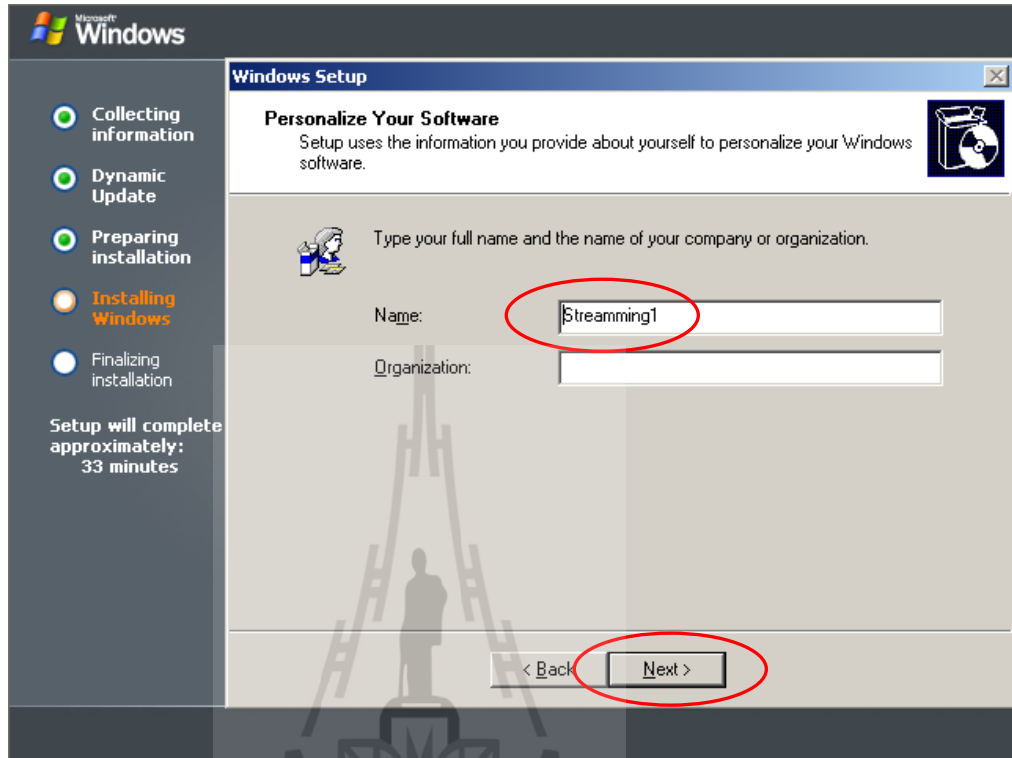 Microsoft
Windows
Windows Setup
Collecting
information
Dynamic
Update
Preparing
installation
Installing
Windows
Finalizing
installation
Setup will complete
approximately:
33 minutes
Personalize Your Software
Setup uses the information you provide about yourself to personalize your Windows
software.
Type your full name and the name of your company or organization.
Name: Streamming1
Organization:
< Back Next >